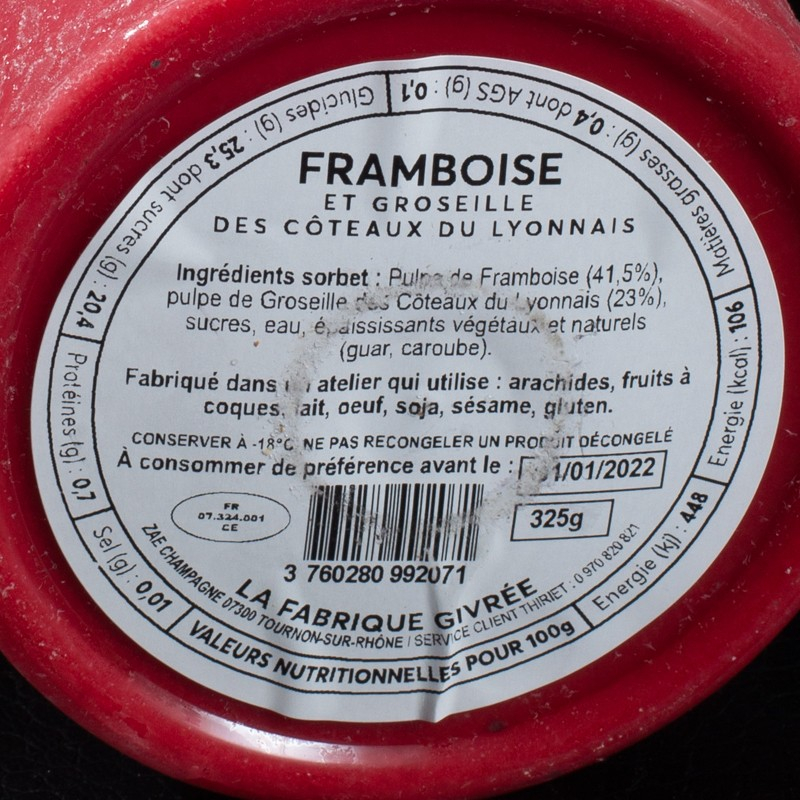 FRAMBOISE
ET GROSEILLE
DES CÔTEAUX DU LYONNAIS
Ingrédients sorbet : Pulpe de Framboise (41,5%),
pulpe de Groseille des Côteaux du Lyonnais (23%),
sucres, eau, épaississants végétaux et naturels
(guar, caroube).
Fabriqué dans un atelier qui utilise : arachides, fruits à
coques, lait, oeuf, soja, sésame, gluten.
CONSERVER À -18°C NE PAS RECONGELER UN PRODUIT DÉCONGELÉ
À consommer de préférence avant le : /01/2022
FR
07.324.001
CE
325g
3 760280 992071
LA FABRIQUE GIVRÉE
ZAE CHAMPAGNE 07300 TOURNON-SUR-RHÔNE / SERVICE CLIENT THIRIET : 0 970 820 821
VALEURS NUTRITIONNELLES POUR 100g
Energie (kj) : 448
Energie (kcal) : 106
Matières grasses (g) : 0,4 dont AGS (g) : 0,1
Glucides (g) : 25,3 dont sucres (g) : 20,4
Protéines (g) : 0,7
Sel (g) : 0,01